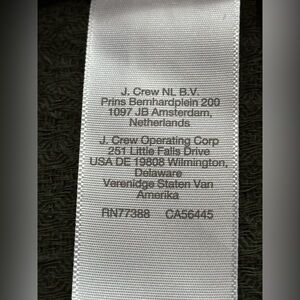 J. Crew NL B.V.
Prins Bernhardplein 200
1097 JB Amsterdam,
Netherlands
J. Crew Operating Corp
251 Little Falls Drive
USA DE 19808 Wilmington,
Delaware
Verenidge Staten Van
Amerika
RN77388 CA56445